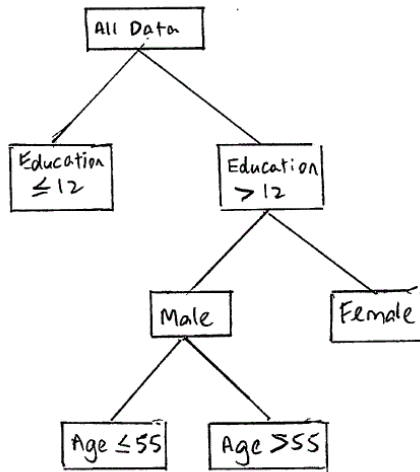 All Data
Education
≤ 12
Education
> 12
Male
Female
Age ≤ 55
Age > 55